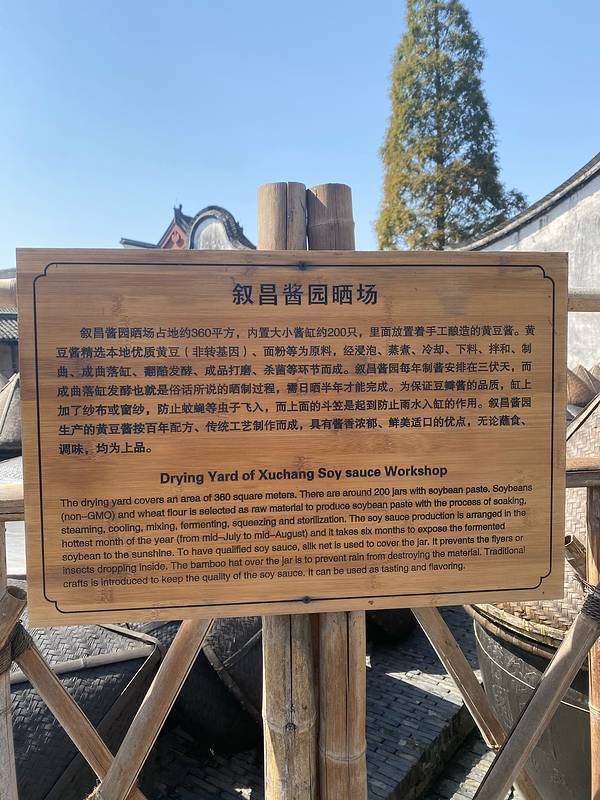 叙昌酱园晒场
叙昌酱园晒场占地约360平方，内置大小酱缸约200只，里面放置着手工酿造的黄豆酱。黄
豆酱精选本地优质黄豆（非转基因）、面粉等为原料，经浸泡、蒸煮、冷却、下料、拌和、制
曲、成曲落缸、翻醅发酵、成品打磨、杀菌等环节而成。叙昌酱园每年制酱安排在三伏天，而
成曲落缸发酵也就是俗话所说的晒制过程，需日晒半年才能完成。为保证豆瓣酱的品质，缸上
加了纱布或窗纱，防止蚊蝇等虫子飞入，而上面的斗笠是起到防止雨水入缸的作用。叙昌酱园
生产的黄豆酱按百年配方、传统工艺制作而成，具有酱香浓郁、鲜美适口的优点，无论蘸食、
调味，均为上品。
Drying Yard of Xuchang Soy sauce Workshop
The drying yard covers an area of 360 square meters. There are around 200 jars with soybean paste. Soybeans
(non–GMO) and wheat flour is selected as raw material to produce soybean paste with the process of soaking,
steaming, cooling, mixing, fermenting, squeezing and sterilization. The soy sauce production is arranged in the
hottest month of the year (from mid–July to mid–August) and it takes six months to expose the fermented
soybean to the sunshine. To have qualified soy sauce, silk net is used to cover the jar. It prevents the flyers or
insects dropping inside. The bamboo hat over the jar is to prevent rain from destroying the material. Traditional
crafts is introduced to keep the quality of the soy sauce. It can be used as tasting and flavoring.